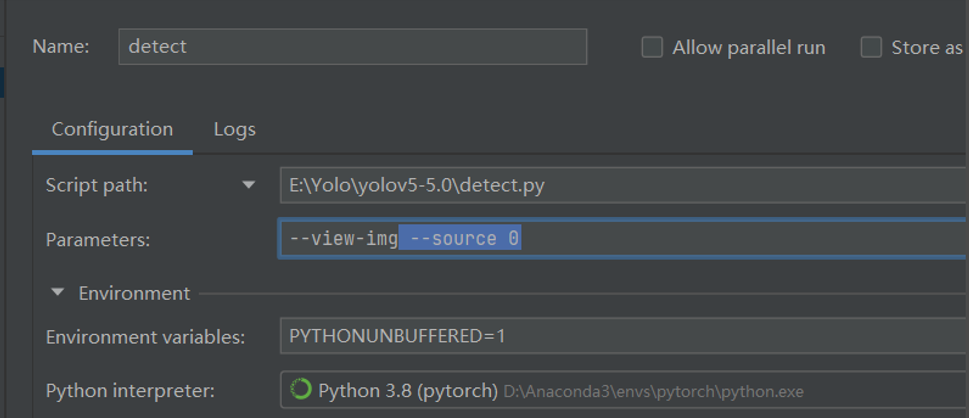 Name: detect Allow parallel run Store as
Configuration Logs
Script path: E:\Yolo\yolov5-5.0\detect.py
Parameters: --view-img --source 0
Environment
Environment variables: PYTHONUNBUFFERED=1
Python interpreter: Python 3.8 (pytorch) D:\Anaconda3\envs\pytorch\python.exe